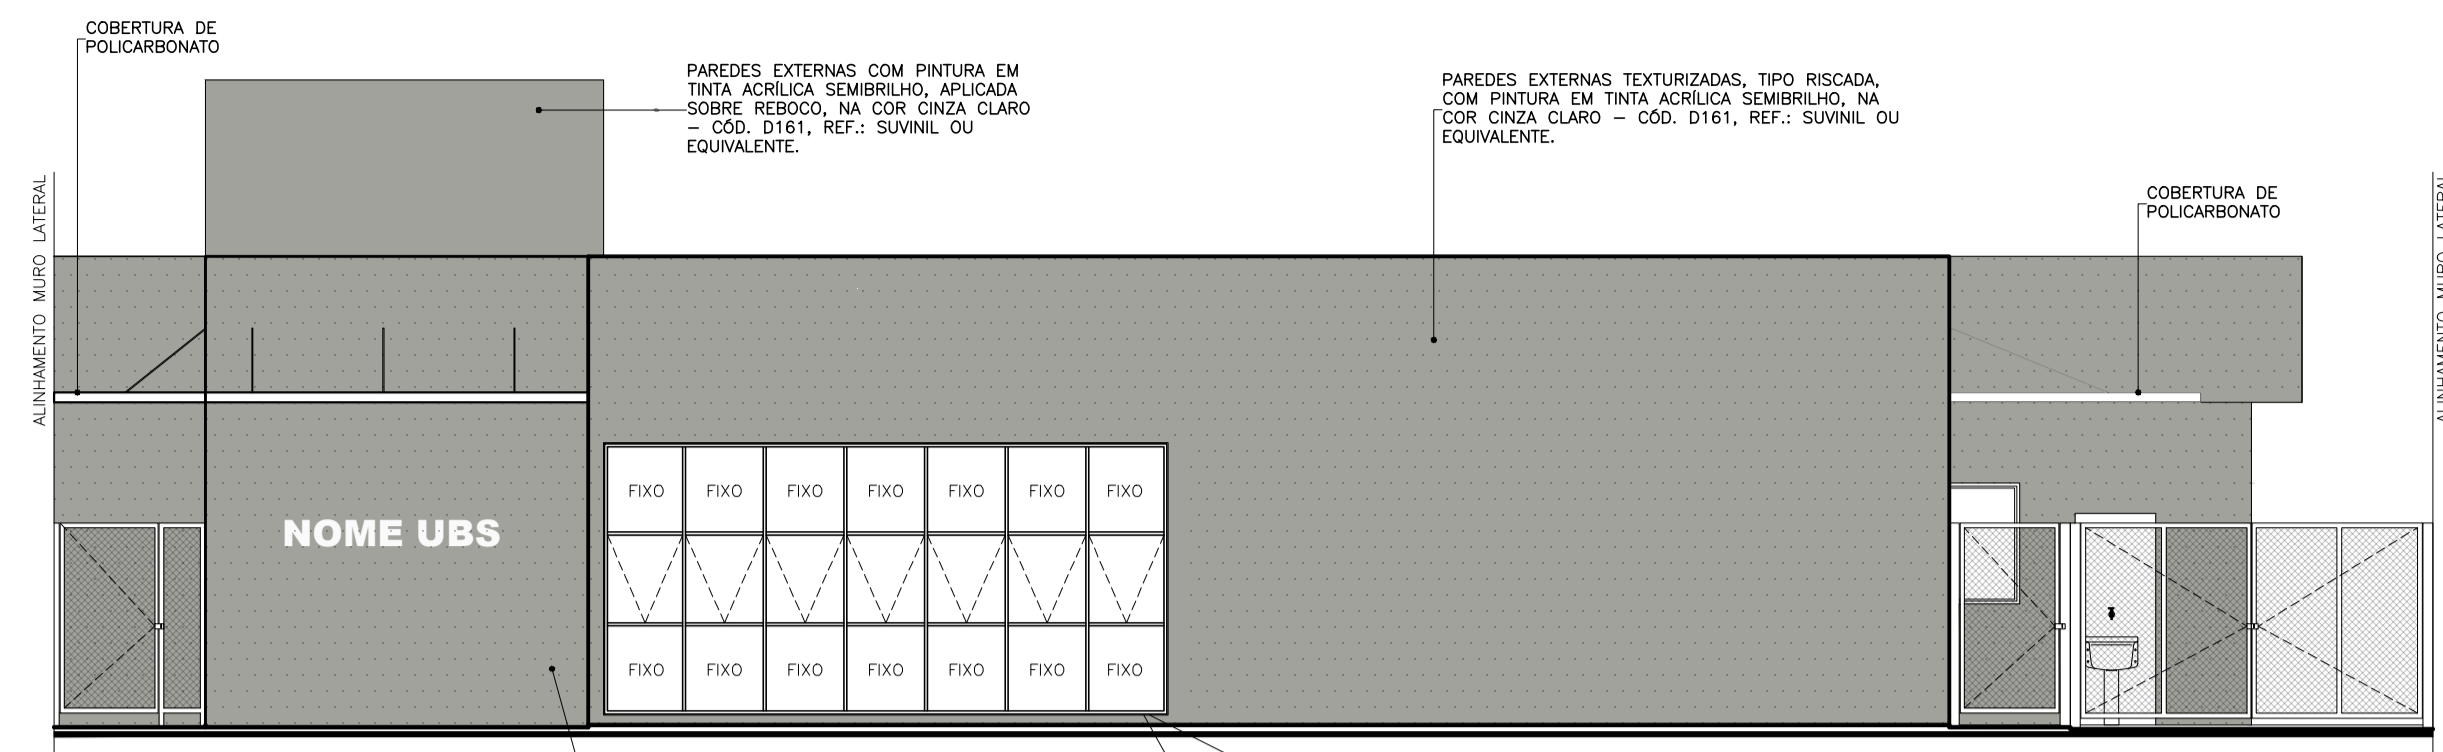 COBERTURA DE
POLICARBONATO
PAREDES EXTERNAS COM PINTURA EM
TINTA ACRÍLICA SEMIBRILHO, APLICADA
SOBRE REBOCO, NA COR CINZA CLARO
– CÓD. D161, REF.: SUVINIL OU
EQUIVALENTE.
PAREDES EXTERNAS TEXTURIZADAS, TIPO RISCADA,
COM PINTURA EM TINTA ACRÍLICA SEMIBRILHO, NA
COR CINZA CLARO – CÓD. D161, REF.: SUVINIL OU
EQUIVALENTE.
COBERTURA DE
POLICARBONATO
ALINHAMENTO MURO LATERAL
ALINHAMENTO MURO LATERAL
NOME UBS
FIXO FIXO FIXO FIXO FIXO FIXO FIXO
FIXO FIXO FIXO FIXO FIXO FIXO FIXO